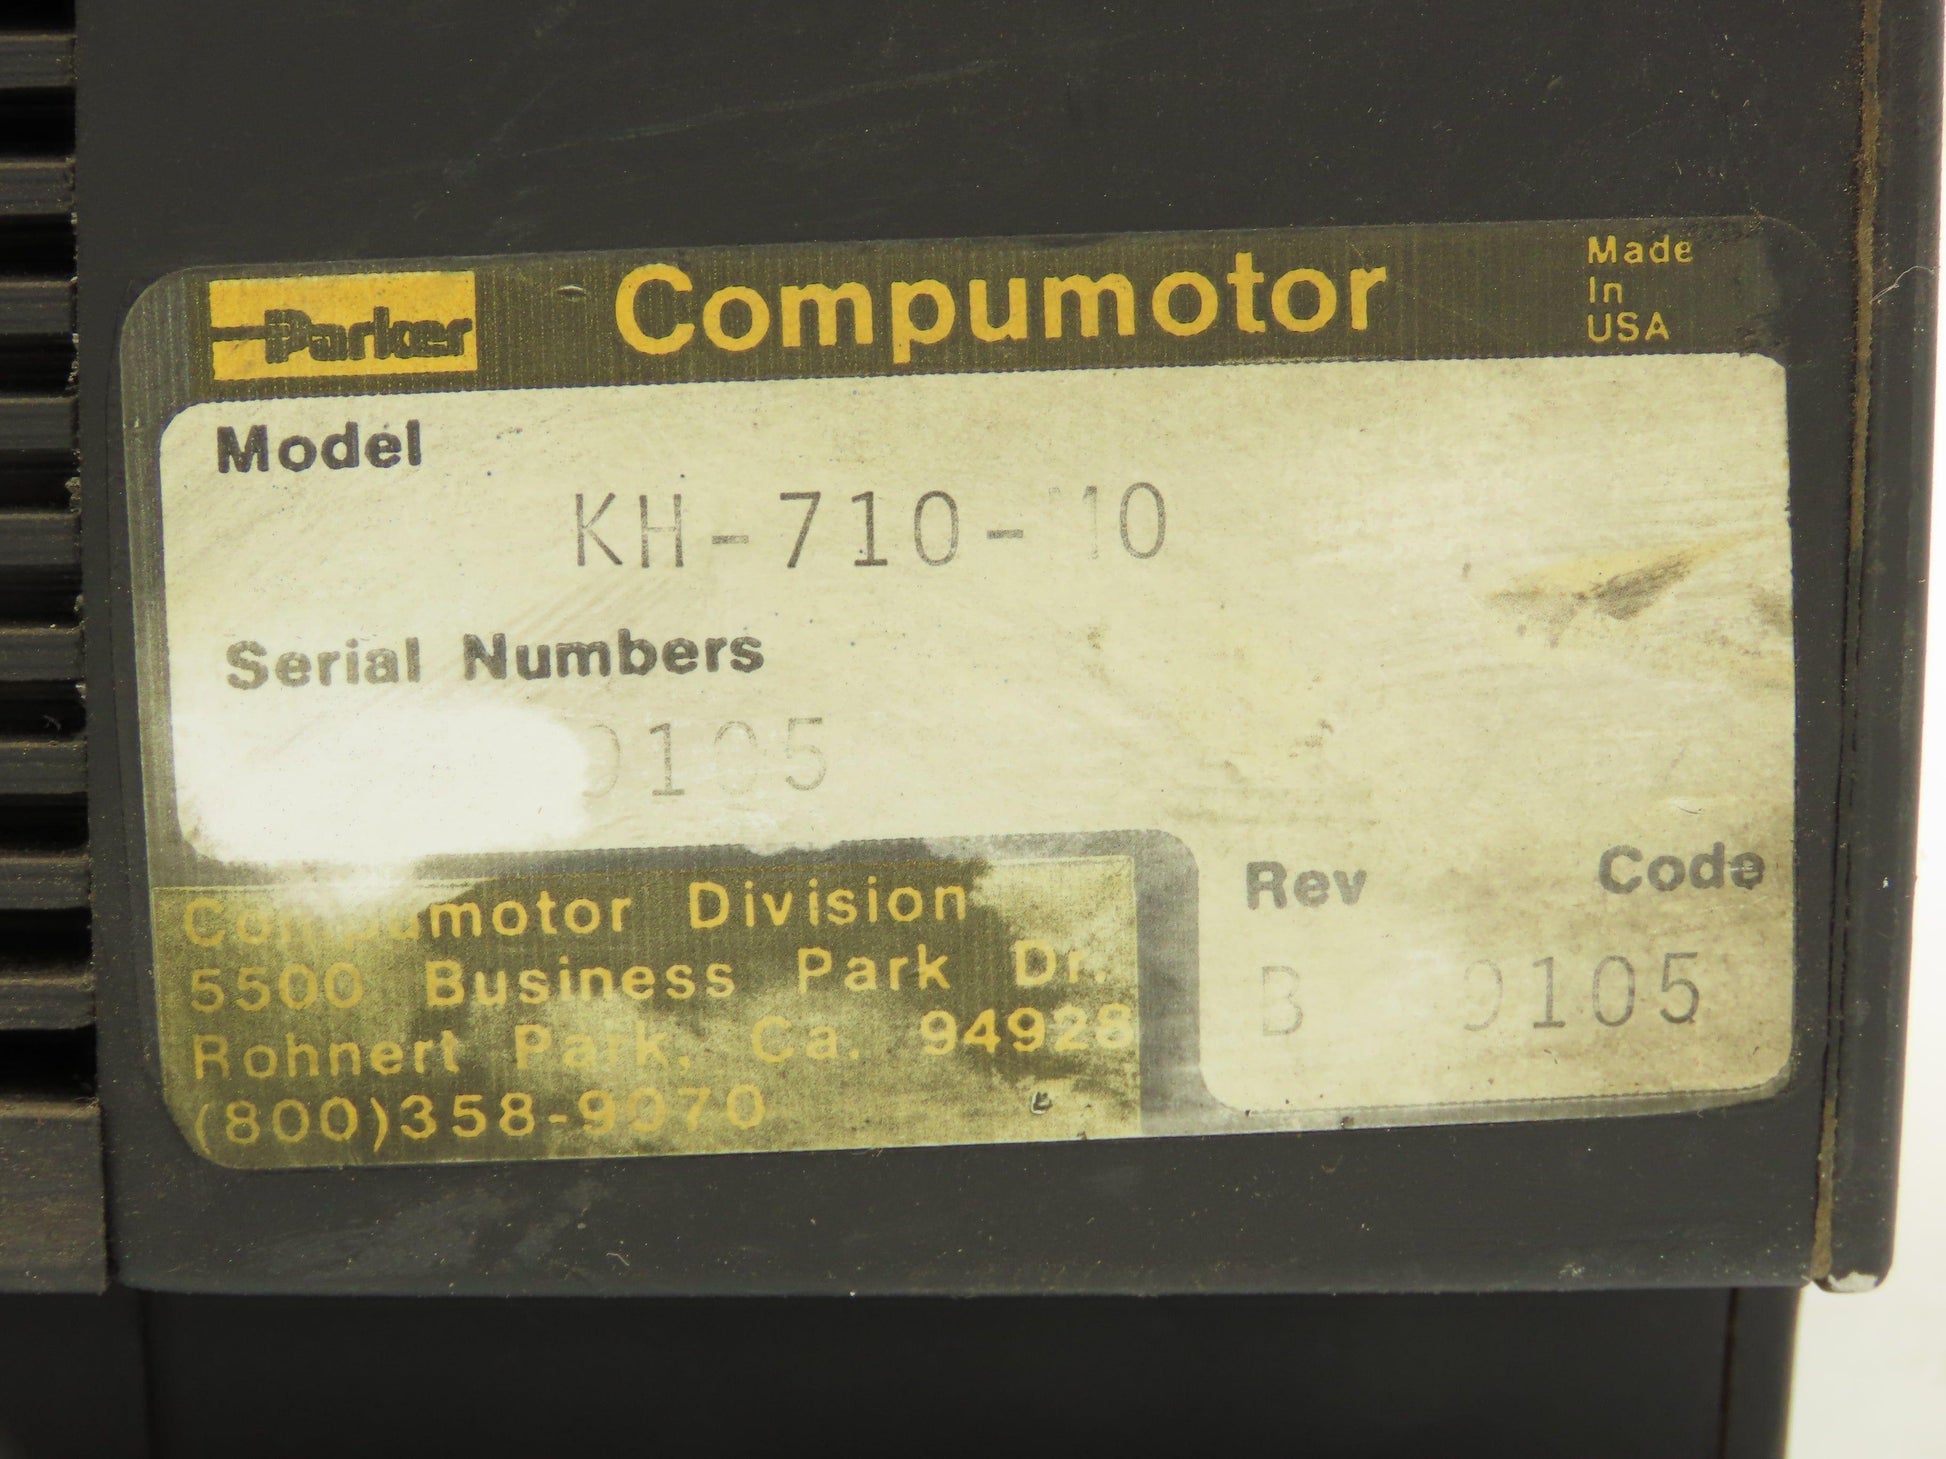 Parker Compumotor Made
In
USA
Model
KH-710-M0
Serial Numbers
Rev Code
B 9105
Compumotor Division
5500 Business Park Dr.
Rohnert Park, Ca. 94928
(800)358-9070